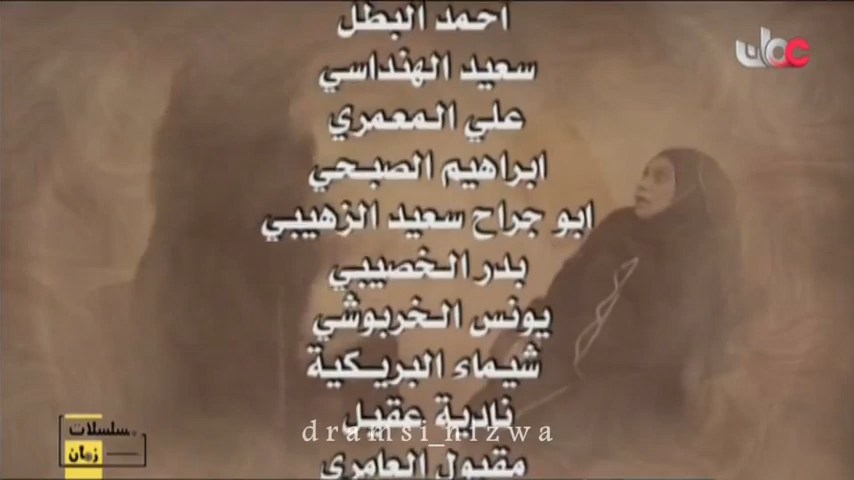 احمد البطل
عمان
سعيد الهنداسي
علي المعمري
ابراهيم الصبحي
ابو جراح سعيد الزهيبي
بدر الخصيبي
يونس الخربوشي
شيماء البريكية
نادية عقيل
مسلسلات
زمان
dramsi_nizwa
مقبول العامري